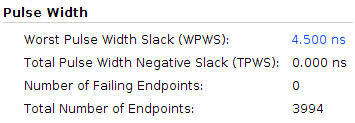 Pulse Width
Worst Pulse Width Slack (WPWS): 4.500 ns
Total Pulse Width Negative Slack (TPWS): 0.000 ns
Number of Failing Endpoints: 0
Total Number of Endpoints: 3994